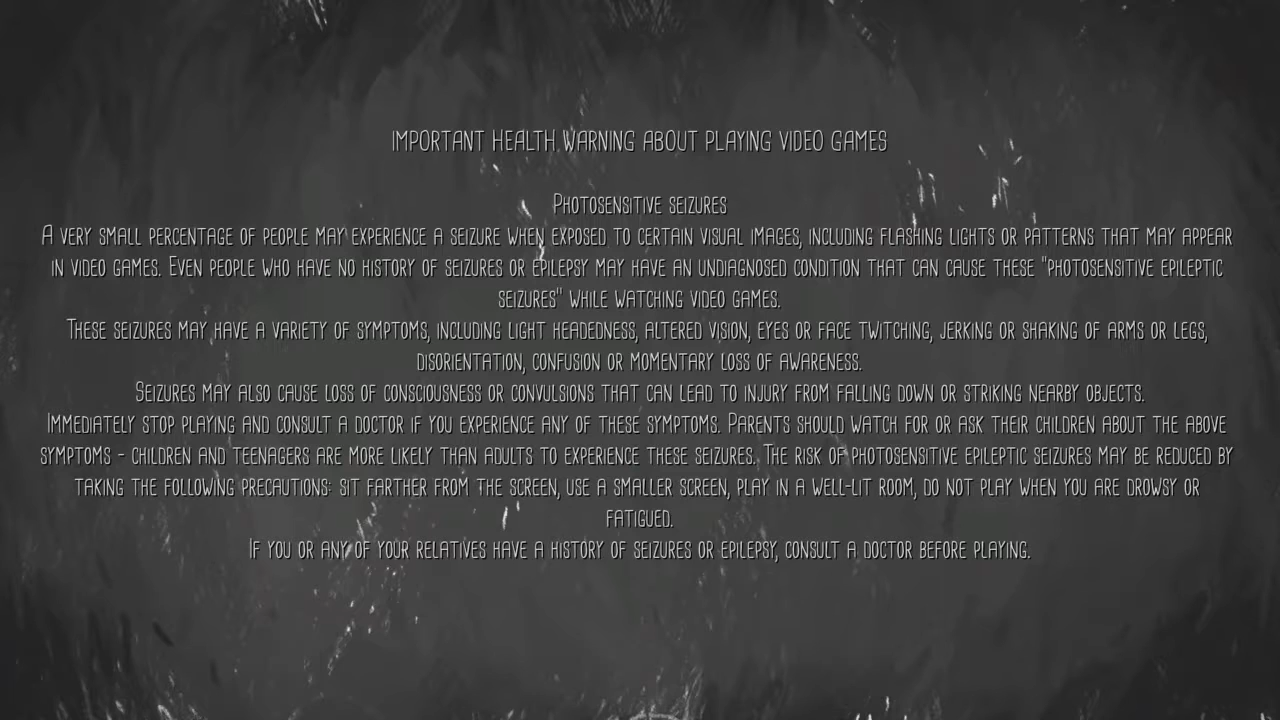 IMPORTANT HEALTH WARNING ABOUT PLAYING VIDEO GAMES
PHOTOSENSITIVE SEIZURES
A VERY SMALL PERCENTAGE OF PEOPLE MAY EXPERIENCE A SEIZURE WHEN EXPOSED TO CERTAIN VISUAL IMAGES, INCLUDING FLASHING LIGHTS OR PATTERNS THAT MAY APPEAR
IN VIDEO GAMES. EVEN PEOPLE WHO HAVE NO HISTORY OF SEIZURES OR EPILEPSY MAY HAVE AN UNDIAGNOSED CONDITION THAT CAN CAUSE THESE "PHOTOSENSITIVE EPILEPTIC
SEIZURES" WHILE WATCHING VIDEO GAMES.
THESE SEIZURES MAY HAVE A VARIETY OF SYMPTOMS, INCLUDING LIGHT HEADEDNESS, ALTERED VISION, EYES OR FACE TWITCHING, JERKING OR SHAKING OF ARMS OR LEGS,
DISORIENTATION, CONFUSION OR MOMENTARY LOSS OF AWARENESS.
SEIZURES MAY ALSO CAUSE LOSS OF CONSCIOUSNESS OR CONVULSIONS THAT CAN LEAD TO INJURY FROM FALLING DOWN OR STRIKING NEARBY OBJECTS.
IMMEDIATELY STOP PLAYING AND CONSULT A DOCTOR IF YOU EXPERIENCE ANY OF THESE SYMPTOMS. PARENTS SHOULD WATCH FOR OR ASK THEIR CHILDREN ABOUT THE ABOVE
SYMPTOMS - CHILDREN AND TEENAGERS ARE MORE LIKELY THAN ADULTS TO EXPERIENCE THESE SEIZURES. THE RISK OF PHOTOSENSITIVE EPILEPTIC SEIZURES MAY BE REDUCED BY
TAKING THE FOLLOWING PRECAUTIONS: SIT FARTHER FROM THE SCREEN, USE A SMALLER SCREEN, PLAY IN A WELL-LIT ROOM, DO NOT PLAY WHEN YOU ARE DROWSY OR
FATIGUED.
IF YOU OR ANY OF YOUR RELATIVES HAVE A HISTORY OF SEIZURES OR EPILEPSY, CONSULT A DOCTOR BEFORE PLAYING.